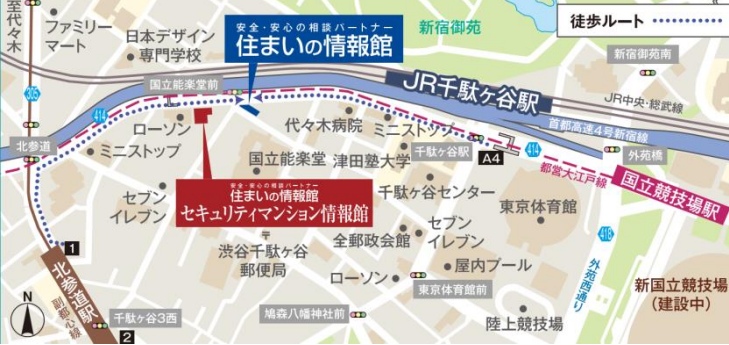 至代々木
ファミリー
マート
日本デザイン
専門学校
安全・安心の相談パートナー
住まいの情報館
新宿御苑
徒歩ルート
新宿御苑南
国立能楽堂前
JR千駄ヶ谷駅
JR中央・総武線
首都高速4号新宿線
305
414
北参道
ローソン
ミニストップ
代々木病院
ミニストップ
千駄ヶ谷駅
A4
414
外苑橋
都営大江戸線
国立競技場駅
国立能楽堂
津田塾大学
安全・安心の相談パートナー
住まいの情報館
セキュリティマンション情報館
セブン
イレブン
千駄ヶ谷センター
東京体育館
418
外苑西通り
〒
渋谷千駄ヶ谷
郵便局
全郵政会館
セブン
イレブン
屋内プール
ローソン
東京体育館前
新国立競技場
(建設中)
1
北参道駅
副都心線
N
千駄ヶ谷3西
2
鳩森八幡神社前
陸上競技場